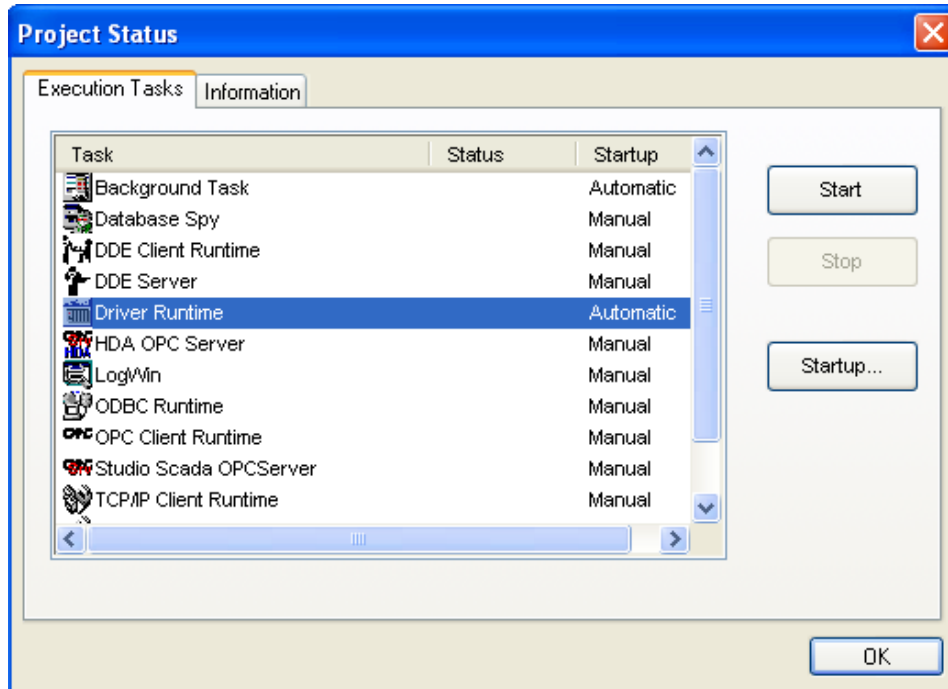 Project Status
Execution Tasks Information
Task Status Startup
Background Task Automatic
Database Spy Manual
DDE Client Runtime Manual
DDE Server Manual
Driver Runtime Automatic
HDA OPC Server Manual
LogWin Manual
ODBC Runtime Manual
OPC Client Runtime Manual
Studio Scada OPCServer Manual
TCP/IP Client Runtime Manual
Start
Stop
Startup...
OK